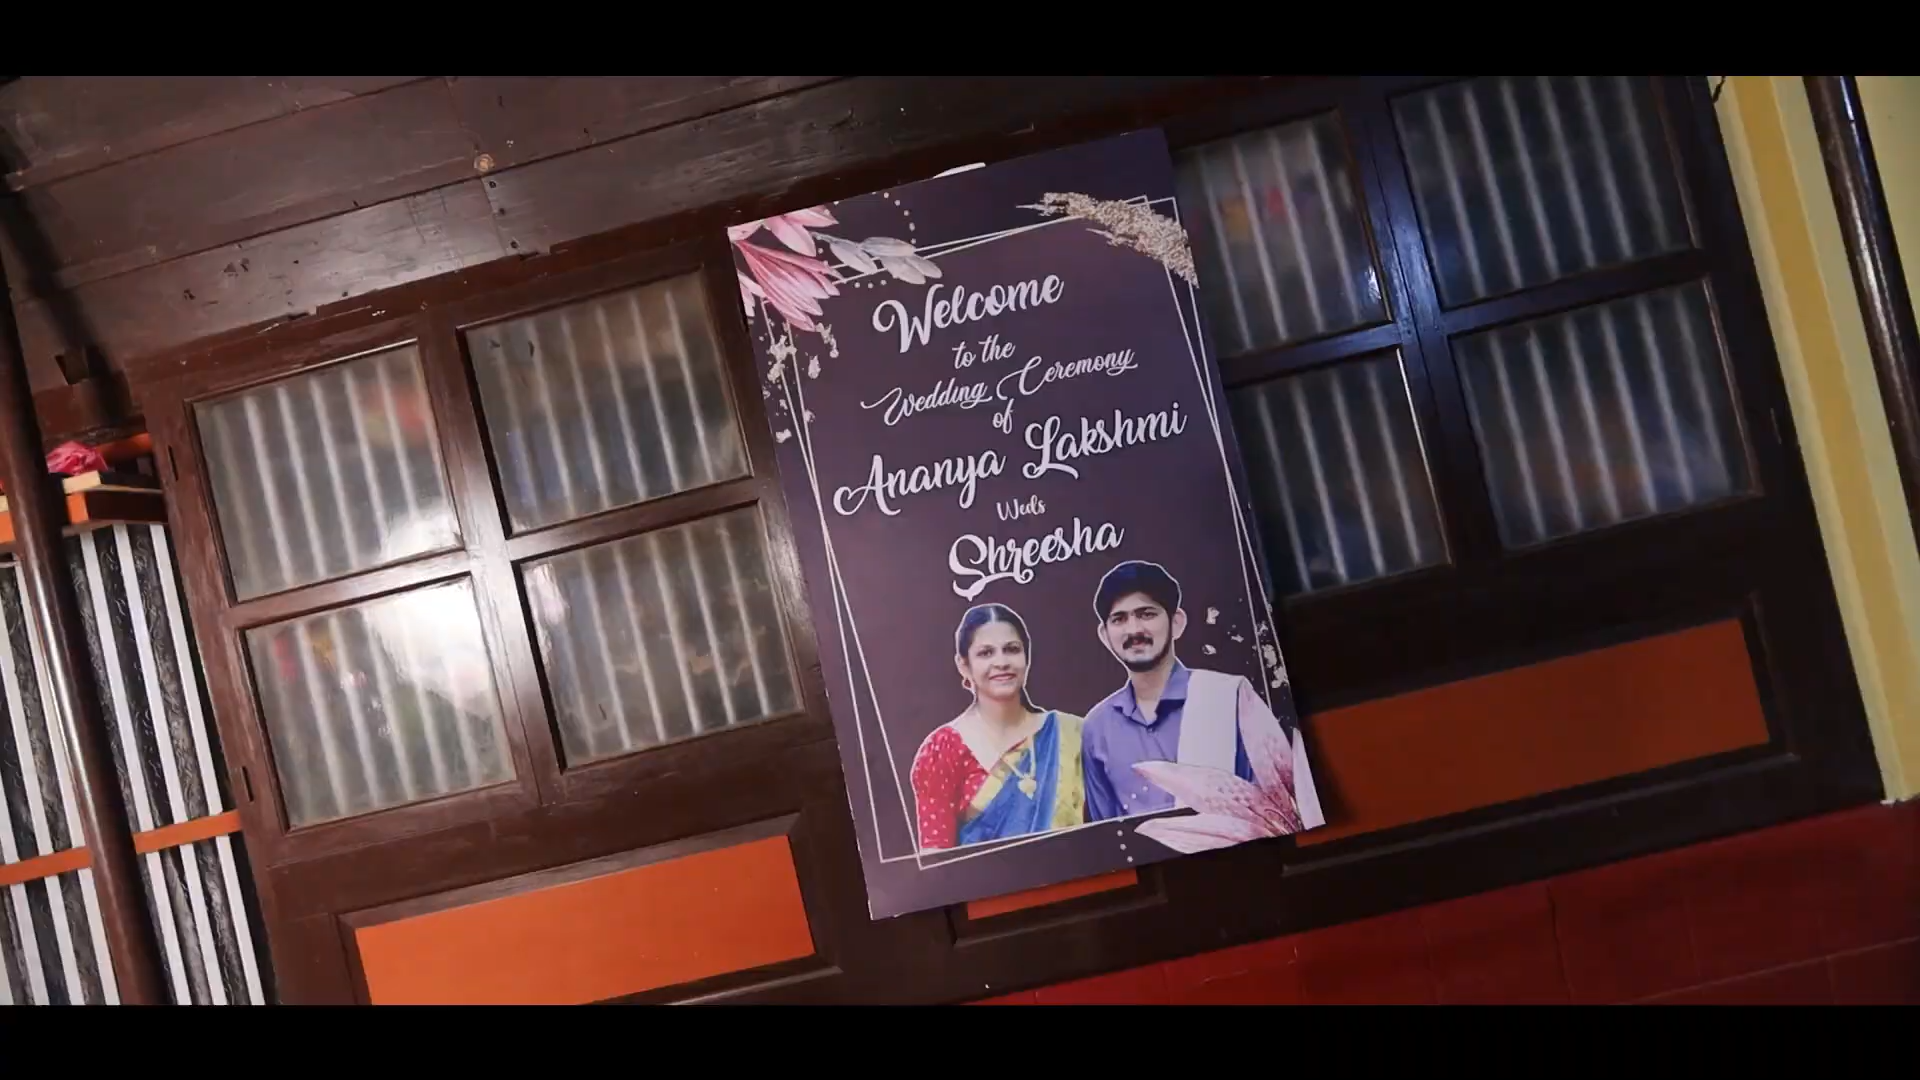 Welcome
to the
Wedding Ceremony
of
Ananya Lakshmi
Weds
Shreesha